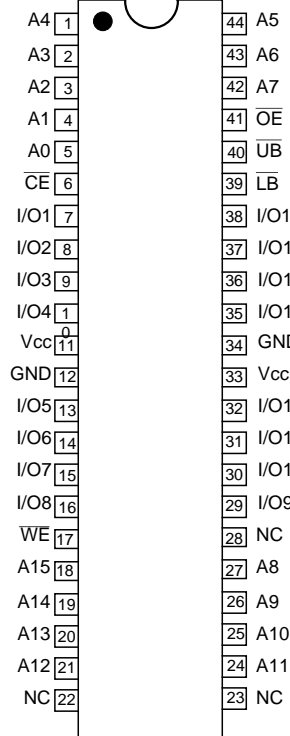 A4 1 44 A5
A3 2 43 A6
A2 3 42 A7
A1 4 41 OE
A0 5 40 UB
CE 6 39 LB
I/O1 7 38 I/O1
I/O2 8 37 I/O1
I/O3 9 36 I/O1
I/O4 10 35 I/O1
Vcc 11 34 GND
GND 12 33 Vcc
I/O5 13 32 I/O1
I/O6 14 31 I/O1
I/O7 15 30 I/O1
I/O8 16 29 I/O9
WE 17 28 NC
A15 18 27 A8
A14 19 26 A9
A13 20 25 A10
A12 21 24 A11
NC 22 23 NC